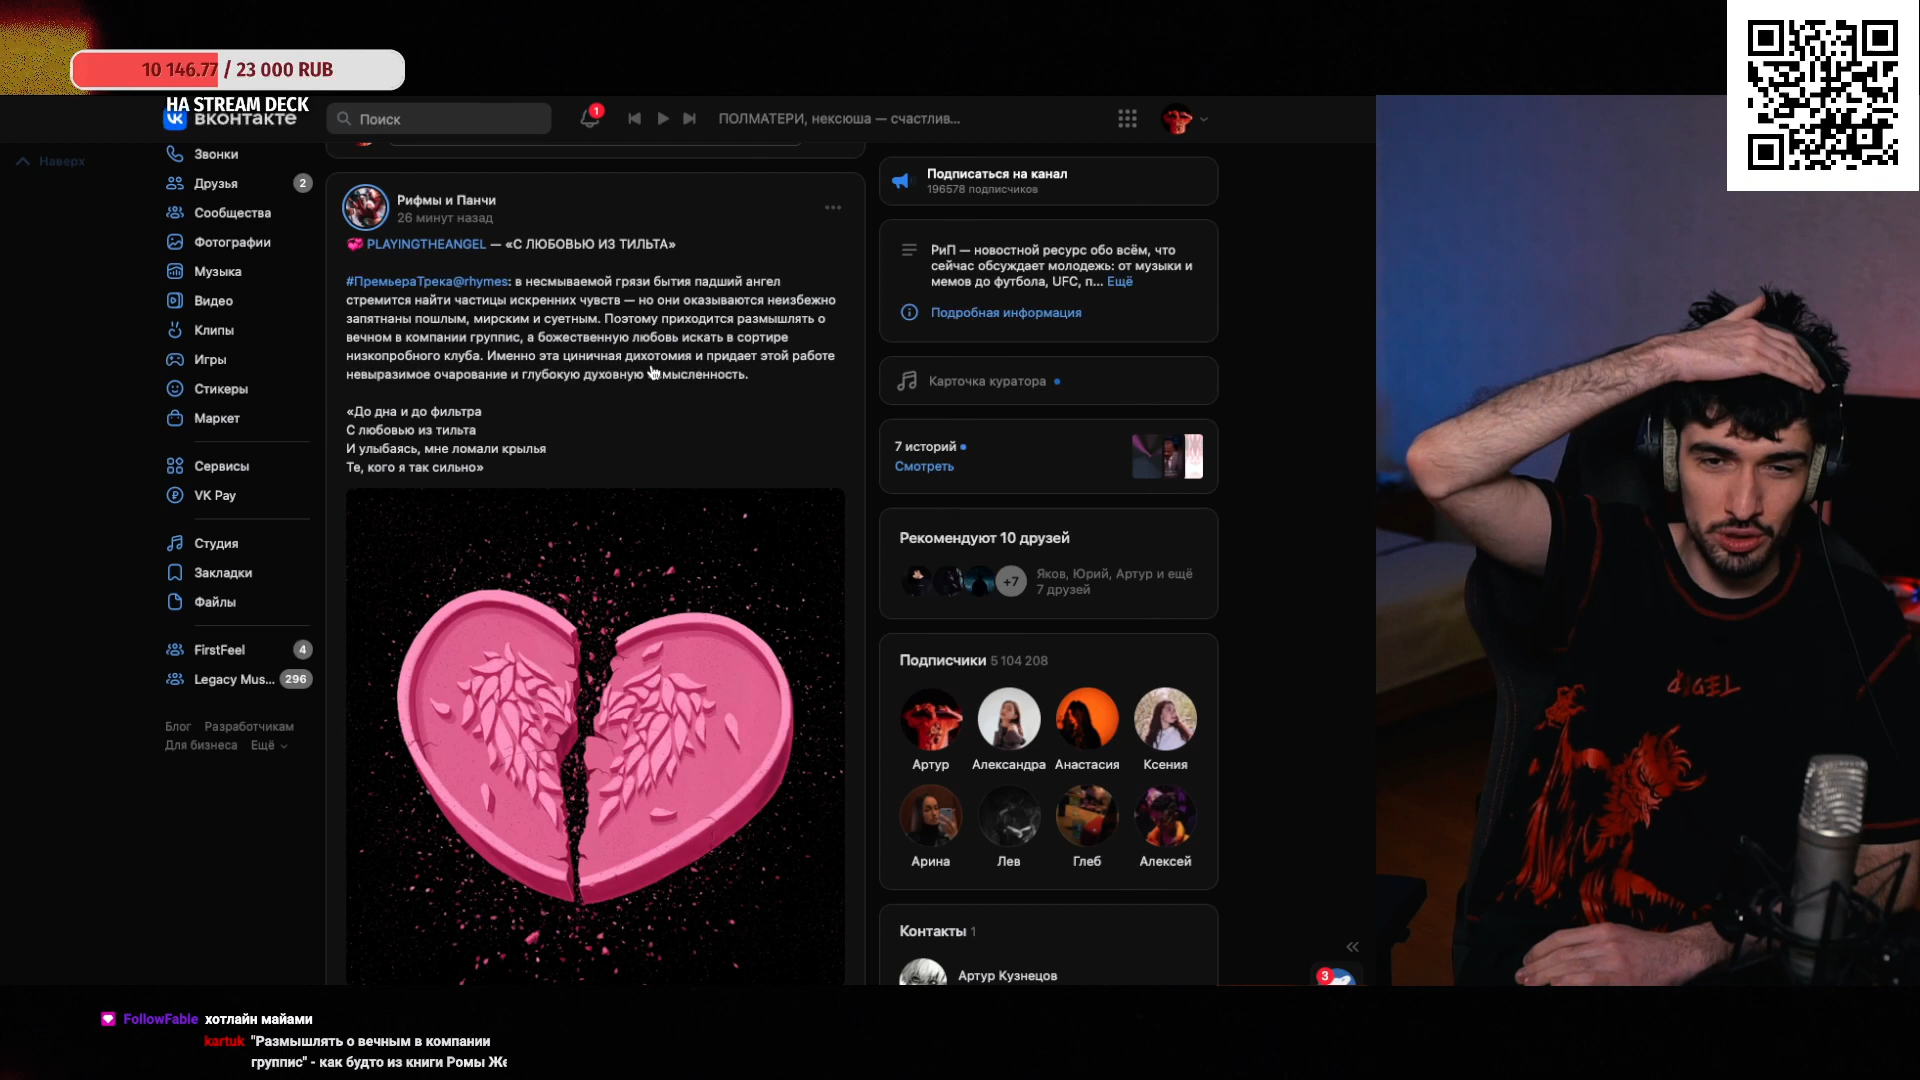 10 146.77 / 23 000 RUB
НА STREAM DECK
вконтакте
Поиск
1
ПОЛМАТЕРИ, нексюша — счастлив...
Наверх
Звонки
Друзья
2
Сообщества
Фотографии
Музыка
Видео
Клипы
Игры
Стикеры
Маркет
Сервисы
VK Pay
Студия
Закладки
Файлы
FirstFeel
4
Legacy Mus...
296
Блог Разработчикам
Для бизнеса Ещё
Рифмы и Панчи
26 минут назад
PLAYINGTHEANGEL — «С ЛЮБОВЬЮ ИЗ ТИЛЬТА»
#ПремьераТрека@rhymes: в несмываемой грязи бытия падший ангел
стремится найти частицы искренних чувств — но они оказываются неизбежно
запятнаны пошлым, мирским и суетным. Поэтому приходится размышлять о
вечном в компании группис, а божественную любовь искать в сортире
низкопробного клуба. Именно эта циничная дихотомия и придает этой работе
невыразимое очарование и глубокую духовную
«До дна и до фильтра
С любовью из тильта
И улыбаясь, мне ломали крылья
Те, кого я так сильно»
Подписаться на канал
196578 подписчиков
РиП — новостной ресурс обо всём, что
сейчас обсуждает молодежь: от музыки и
мемов до футбола, UFC, п... Ещё
Подробная информация
Карточка куратора
7 историй
Смотреть
Рекомендуют 10 друзей
+7
Яков, Юрий, Артур и ещё
7 друзей
Подписчики 5 104 208
Артур
Александра
Анастасия
Ксения
Арина
Лев
Глеб
Алексей
Контакты 1
Артур Кузнецов
3
FollowFable хотлайн майами
kartuk "Размышлять о вечным в компании
группис" - как будто из книги Ромы Же